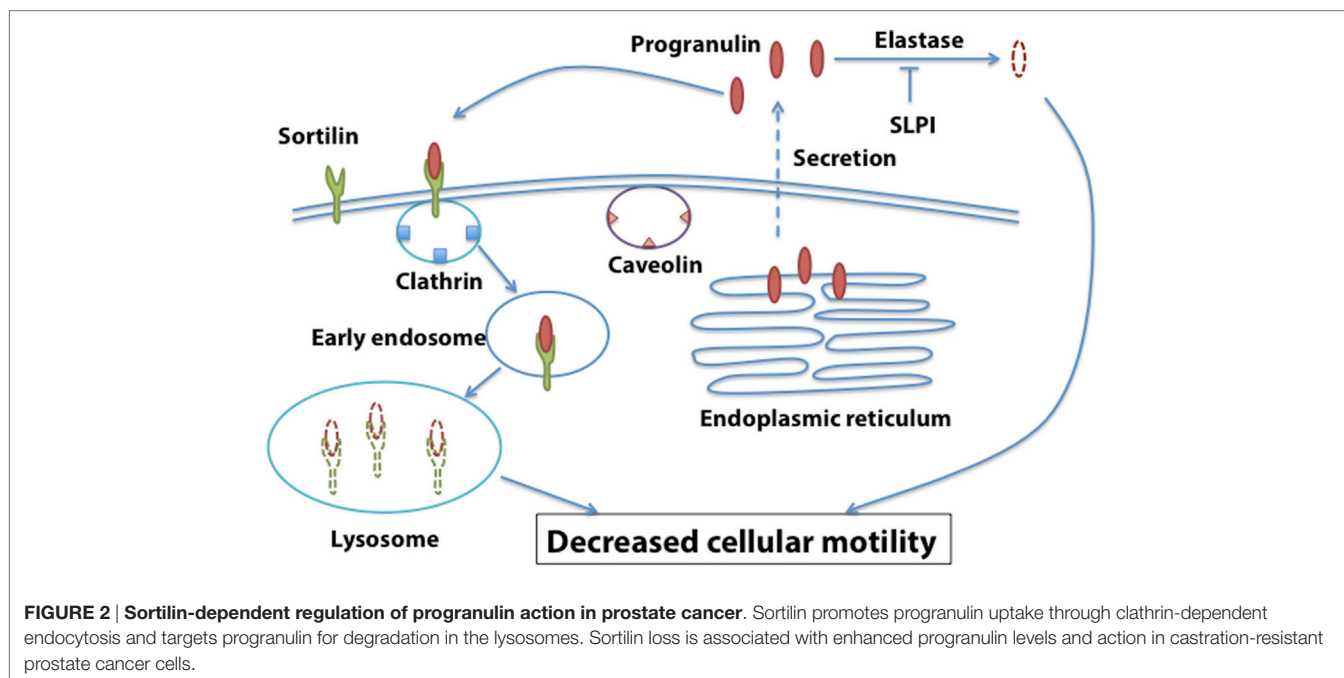 Progranulin
Elastase
SLPI
Sortilin
Secretion
Clathrin
Caveolin
Early endosome
Endoplasmic reticulum
Lysosome
Decreased cellular motility
FIGURE 2 | Sortilin-dependent regulation of progranulin action in prostate cancer. Sortilin promotes progranulin uptake through clathrin-dependent
endocytosis and targets progranulin for degradation in the lysosomes. Sortilin loss is associated with enhanced progranulin levels and action in castration-resistant
prostate cancer cells.